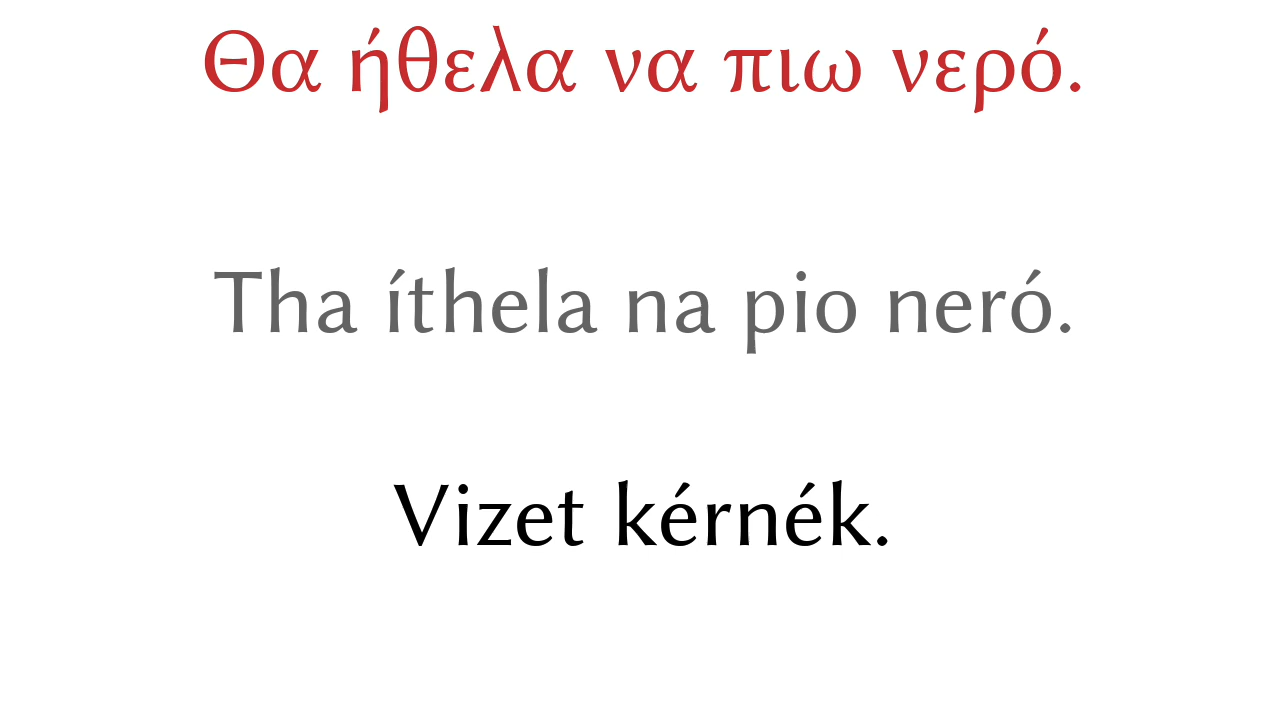 Θα ήθελα να πιω νερό.
Tha íthela na pio neró.
Vizet kérnék.